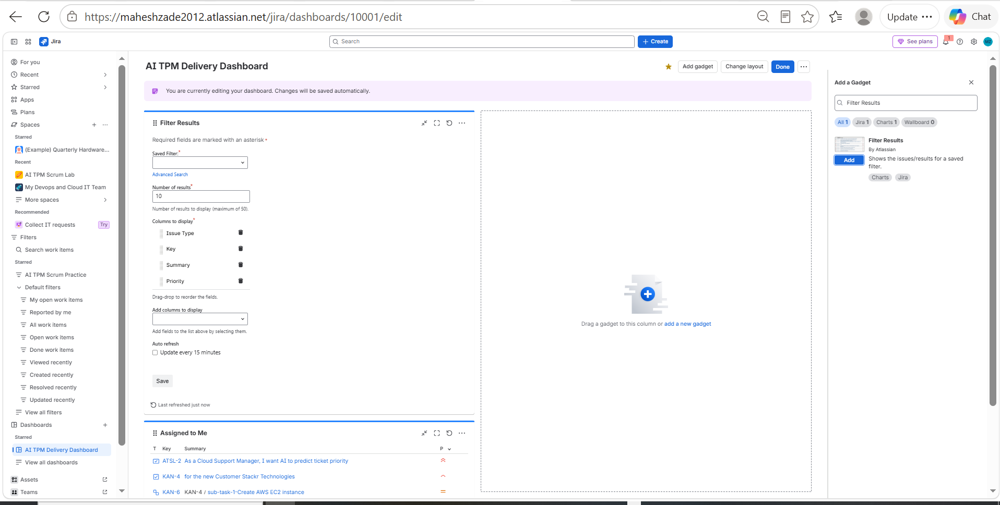 https://maheshzade2012.atlassian.net/jira/dashboards/10001/edit
Update
Chat
Jira
Search
Create
See plans
1
MZ
For you
Recent
Starred
Apps
Plans
Spaces
Starred
(Example) Quarterly Hardware...
Recent
AI TPM Scrum Lab
My Devops and Cloud IT Team
More spaces
Recommended
Collect IT requests Try
Filters
Search work items
Starred
AI TPM Scrum Practice
Default filters
My open work items
Reported by me
All work items
Open work items
Done work items
Viewed recently
Created recently
Resolved recently
Updated recently
View all filters
Dashboards
Starred
AI TPM Delivery Dashboard
View all dashboards
Assets
Teams
AI TPM Delivery Dashboard
Add gadget
Change layout
Done
You are currently editing your dashboard. Changes will be saved automatically.
Filter Results
Required fields are marked with an asterisk *
Saved Filter:*
Advanced Search
Number of results*
10
Number of results to display (maximum of 50).
Columns to display*
Issue Type
Key
Summary
Priority
Drag-drop to reorder the fields.
Add columns to display
Add fields to the list above by selecting them.
Auto refresh
Update every 15 minutes
Save
Last refreshed just now
Assigned to Me
T Key Summary P
ATSL-2 As a Cloud Support Manager, I want AI to predict ticket priority
KAN-4 for the new Customer Stackr Technologies
KAN-6 KAN-4 / sub-task-1-Create AWS EC2 instance
Drag a gadget to this column or add a new gadget
Add a Gadget
Filter Results
All 1 Jira 1 Charts 1 Wallboard 0
Filter Results
By Atlassian
Add
Shows the issues/results for a saved
filter.
Charts Jira